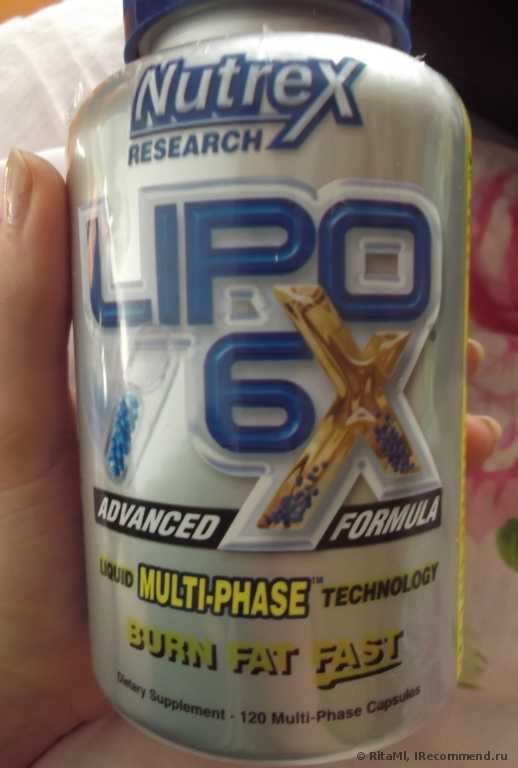 Nutrex
RESEARCH
LIPO
6X
ADVANCED FORMULA
LIQUID MULTI-PHASE™ TECHNOLOGY
BURN FAT FAST
Dietary Supplement - 120 Multi-Phase Capsules
© RitaMl, IRecommend.ru